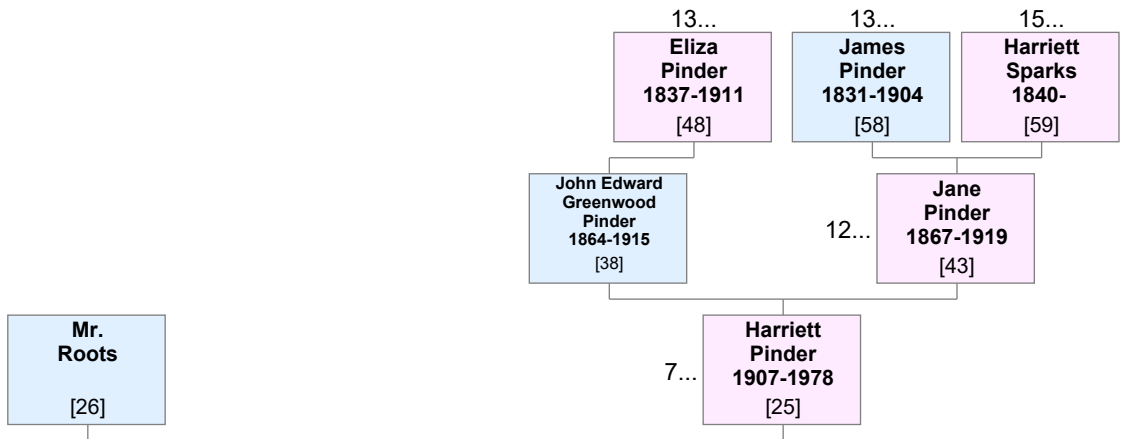 13...
13...
15...
Eliza
Pinder
1837-1911
[48]
James
Pinder
1831-1904
[58]
Harriett
Sparks
1840-
[59]
John Edward
Greenwood
Pinder
1864-1915
[38]
12...
Jane
Pinder
1867-1919
[43]
Mr.
Roots
[26]
7...
Harriett
Pinder
1907-1978
[25]